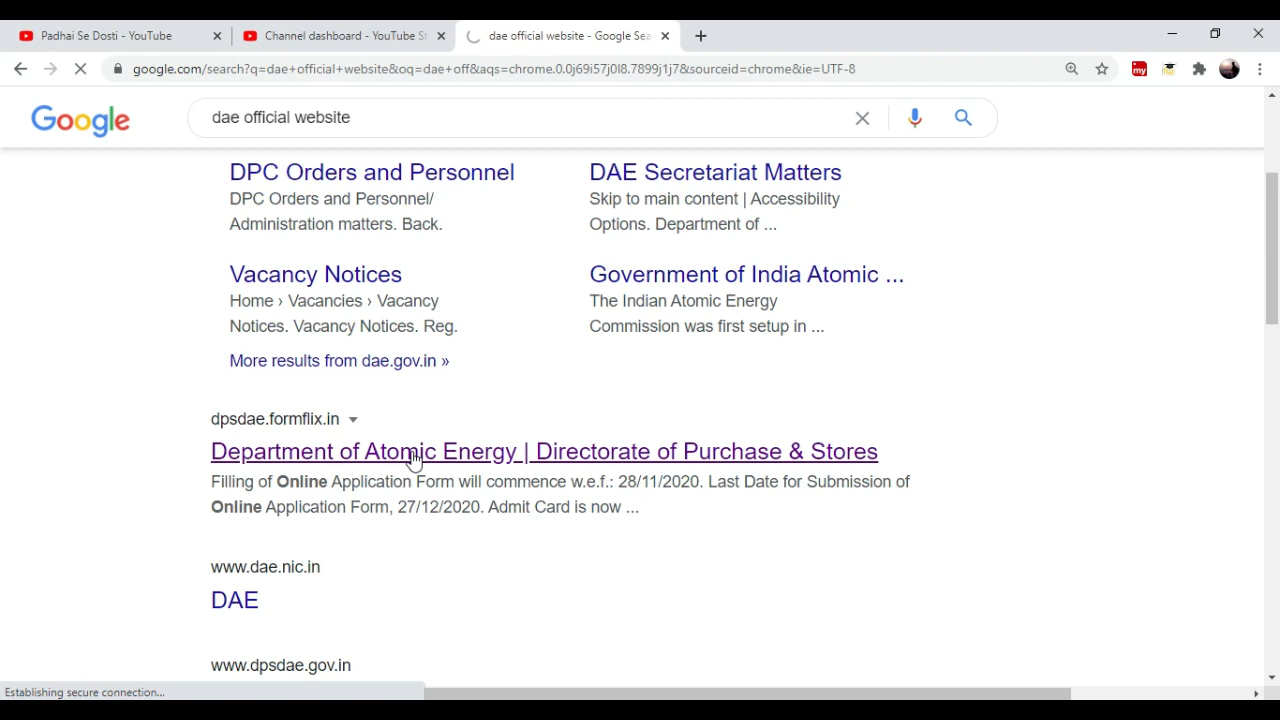 Padhai Se Dosti - YouTube
Channel dashboard - YouTube St
dae official website - Google Sea
google.com/search?q=dae+official+website&oq=dae+off&aqs=chrome.0.0j69i57j0l8.7899j1j7&sourceid=chrome&ie=UTF-8
my
Google
dae official website
DPC Orders and Personnel
DPC Orders and Personnel/
Administration matters. Back.
DAE Secretariat Matters
Skip to main content | Accessibility
Options. Department of ...
Vacancy Notices
Home › Vacancies › Vacancy
Notices. Vacancy Notices. Reg.
Government of India Atomic ...
The Indian Atomic Energy
Commission was first setup in ...
More results from dae.gov.in »
dpsdae.formflix.in
Department of Atomic Energy | Directorate of Purchase & Stores
Filling of Online Application Form will commence w.e.f.: 28/11/2020. Last Date for Submission of
Online Application Form, 27/12/2020. Admit Card is now ...
www.dae.nic.in
DAE
www.dpsdae.gov.in
Establishing secure connection...